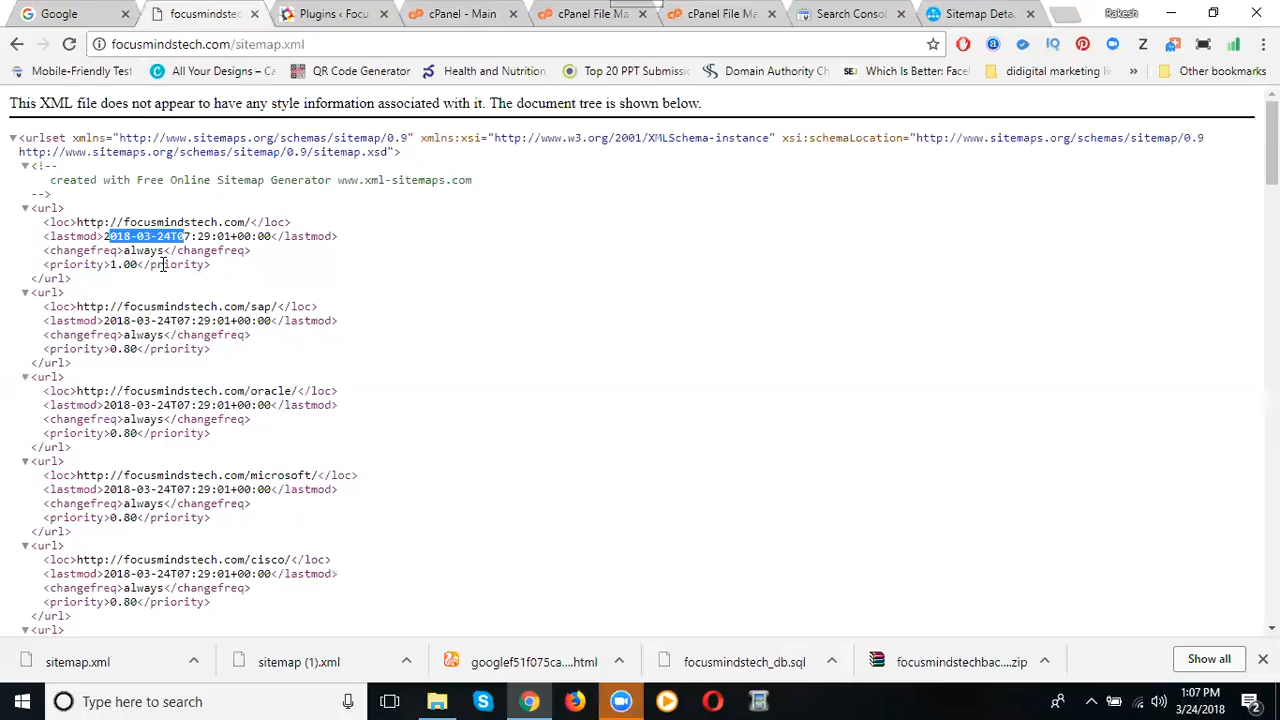 Google
focusmindstech
Plugins ‹ Focu
cPanel - Main
cPanel File Ma
cPanel File Ma
Search Consol
Sitemap Deta
Rakesh
focusmindstech.com/sitemap.xml
Mobile-Friendly Test
All Your Designs – Ca
QR Code Generator
Health and Nutrition
Top 20 PPT Submissio
Domain Authority Ch
Which Is Better: Facel
didigital marketing li
»
Other bookmarks
This XML file does not appear to have any style information associated with it. The document tree is shown below.
<urlset xmlns="http://www.sitemaps.org/schemas/sitemap/0.9" xmlns:xsi="http://www.w3.org/2001/XMLSchema-instance" xsi:schemaLocation="http://www.sitemaps.org/schemas/sitemap/0.9
http://www.sitemaps.org/schemas/sitemap/0.9/sitemap.xsd">
<!--
created with Free Online Sitemap Generator www.xml-sitemaps.com
-->
<url>
<loc>http://focusmindstech.com/</loc>
<lastmod>2018-03-24T07:29:01+00:00</lastmod>
<changefreq>always</changefreq>
<priority>1.00</priority>
</url>
<url>
<loc>http://focusmindstech.com/sap/</loc>
<lastmod>2018-03-24T07:29:01+00:00</lastmod>
<changefreq>always</changefreq>
<priority>0.80</priority>
</url>
<url>
<loc>http://focusmindstech.com/oracle/</loc>
<lastmod>2018-03-24T07:29:01+00:00</lastmod>
<changefreq>always</changefreq>
<priority>0.80</priority>
</url>
<url>
<loc>http://focusmindstech.com/microsoft/</loc>
<lastmod>2018-03-24T07:29:01+00:00</lastmod>
<changefreq>always</changefreq>
<priority>0.80</priority>
</url>
<url>
<loc>http://focusmindstech.com/cisco/</loc>
<lastmod>2018-03-24T07:29:01+00:00</lastmod>
<changefreq>always</changefreq>
<priority>0.80</priority>
</url>
<url>
sitemap.xml
sitemap (1).xml
googlef51f075ca....html
focusmindstech_db.sql
focusmindstechbac....zip
Show all
Type here to search
1:07 PM
3/24/2018
2